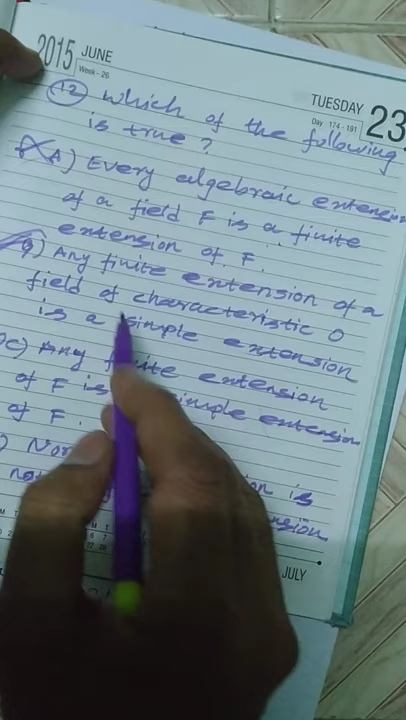 2015 JUNE
Week - 26
TUESDAY 23
Day - 174 - 191
(12) Which of the following
is true?
A) Every algebraic extension
of a field F is a finite
extension of F.
B) Any finite extension of a
field of characteristic 0
is a simple extension
C) Any finite extension
of F is simple extension
of F.
is
JULY